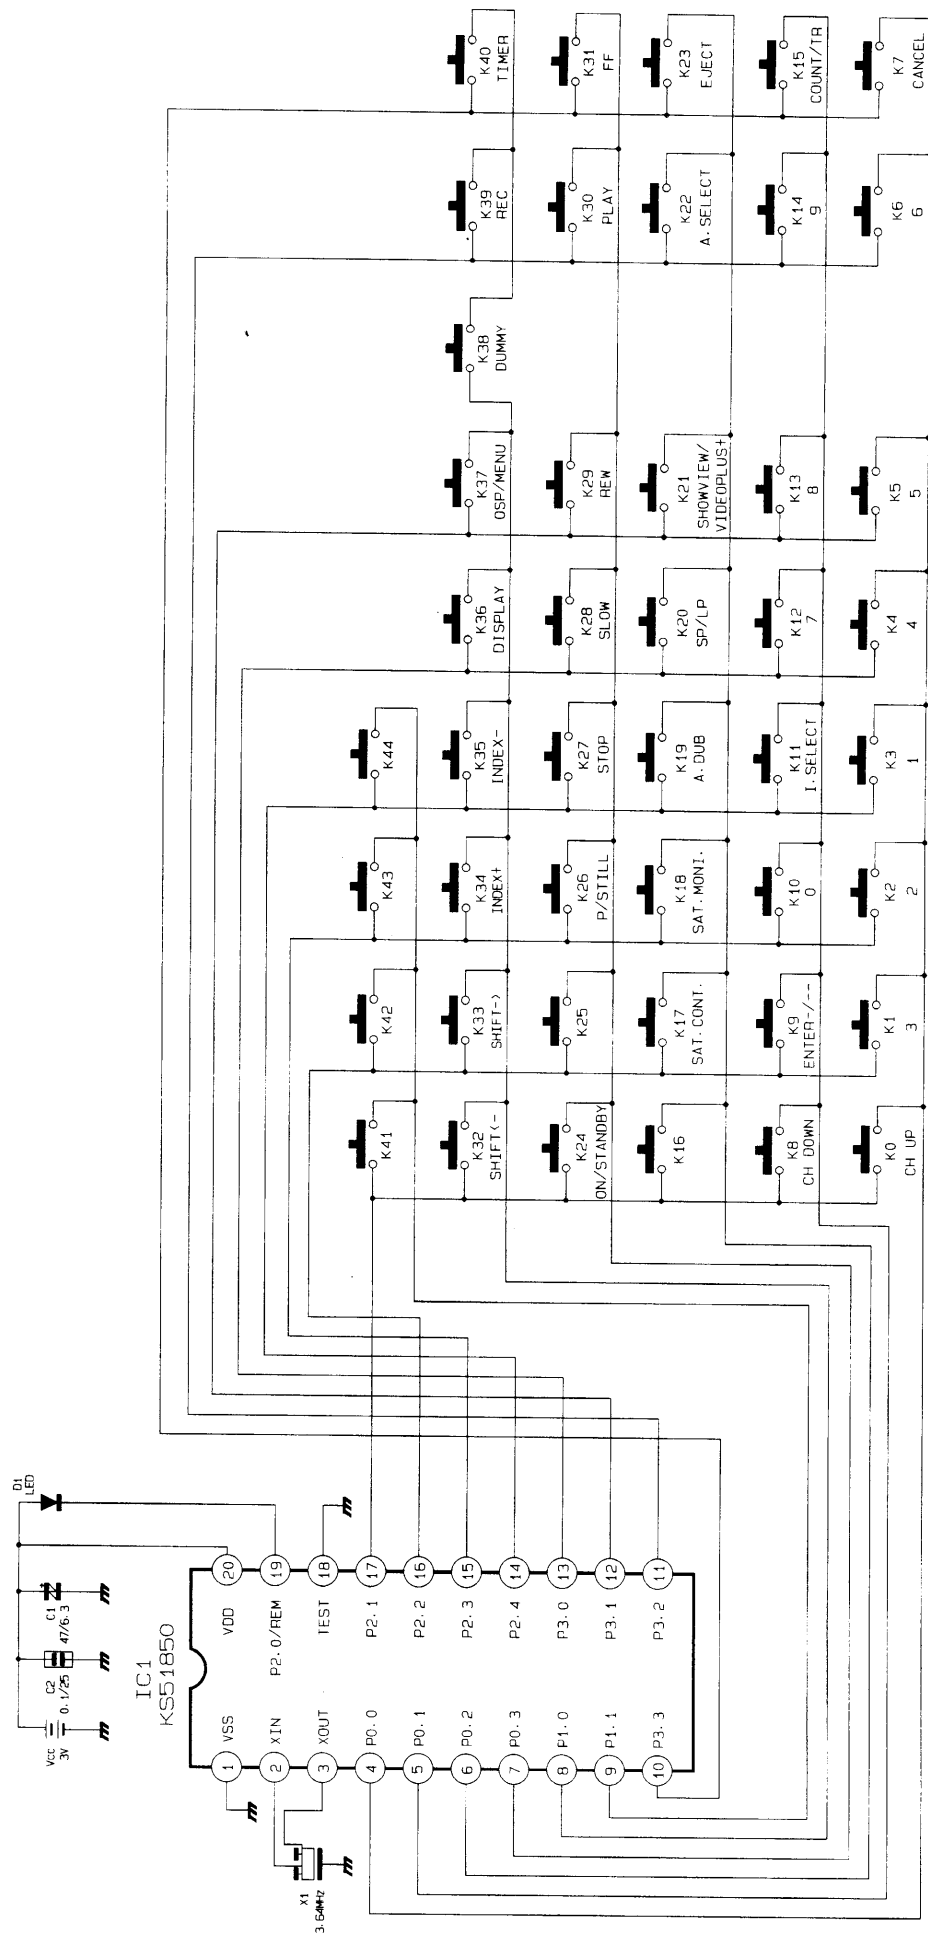 D1
LED
C1
47/6.3
C2
0.1/25
Vcc
3V
IC1
KS51850
VSS
XIN
XOUT
P0.0
P0.1
P0.2
P0.3
P1.0
P1.1
P3.3
1
2
3
4
5
6
7
8
9
10
VDD
P2.0/REM
TEST
P2.1
P2.2
P2.3
P2.4
P3.0
P3.1
P3.2
20
19
18
17
16
15
14
13
12
11
X1
3.64MHz
K41
K42
K43
K44
K32
SHIFT<-
K33
SHIFT->
K34
INDEX+
K35
INDEX-
K36
DISPLAY
K37
OSP/MENU
K38
DUMMY
K39
REC
K40
TIMER
K24
ON/STANDBY
K25
K26
P/STILL
K27
STOP
K28
SLOW
K29
REW
K30
PLAY
K31
FF
K16
K17
SAT.CONT.
K18
SAT.MONI.
K19
A.DUB
K20
SP/LP
K21
SHOWVIEW/
VIDEOPLUS+
K22
A.SELECT
K23
EJECT
K8
CH DOWN
K9
ENTER-/--
K10
0
K11
I.SELECT
K12
7
K13
8
K14
9
K15
COUNT/TR
K0
CH UP
K1
3
K2
2
K3
1
K4
4
K5
5
K6
6
K7
CANCEL